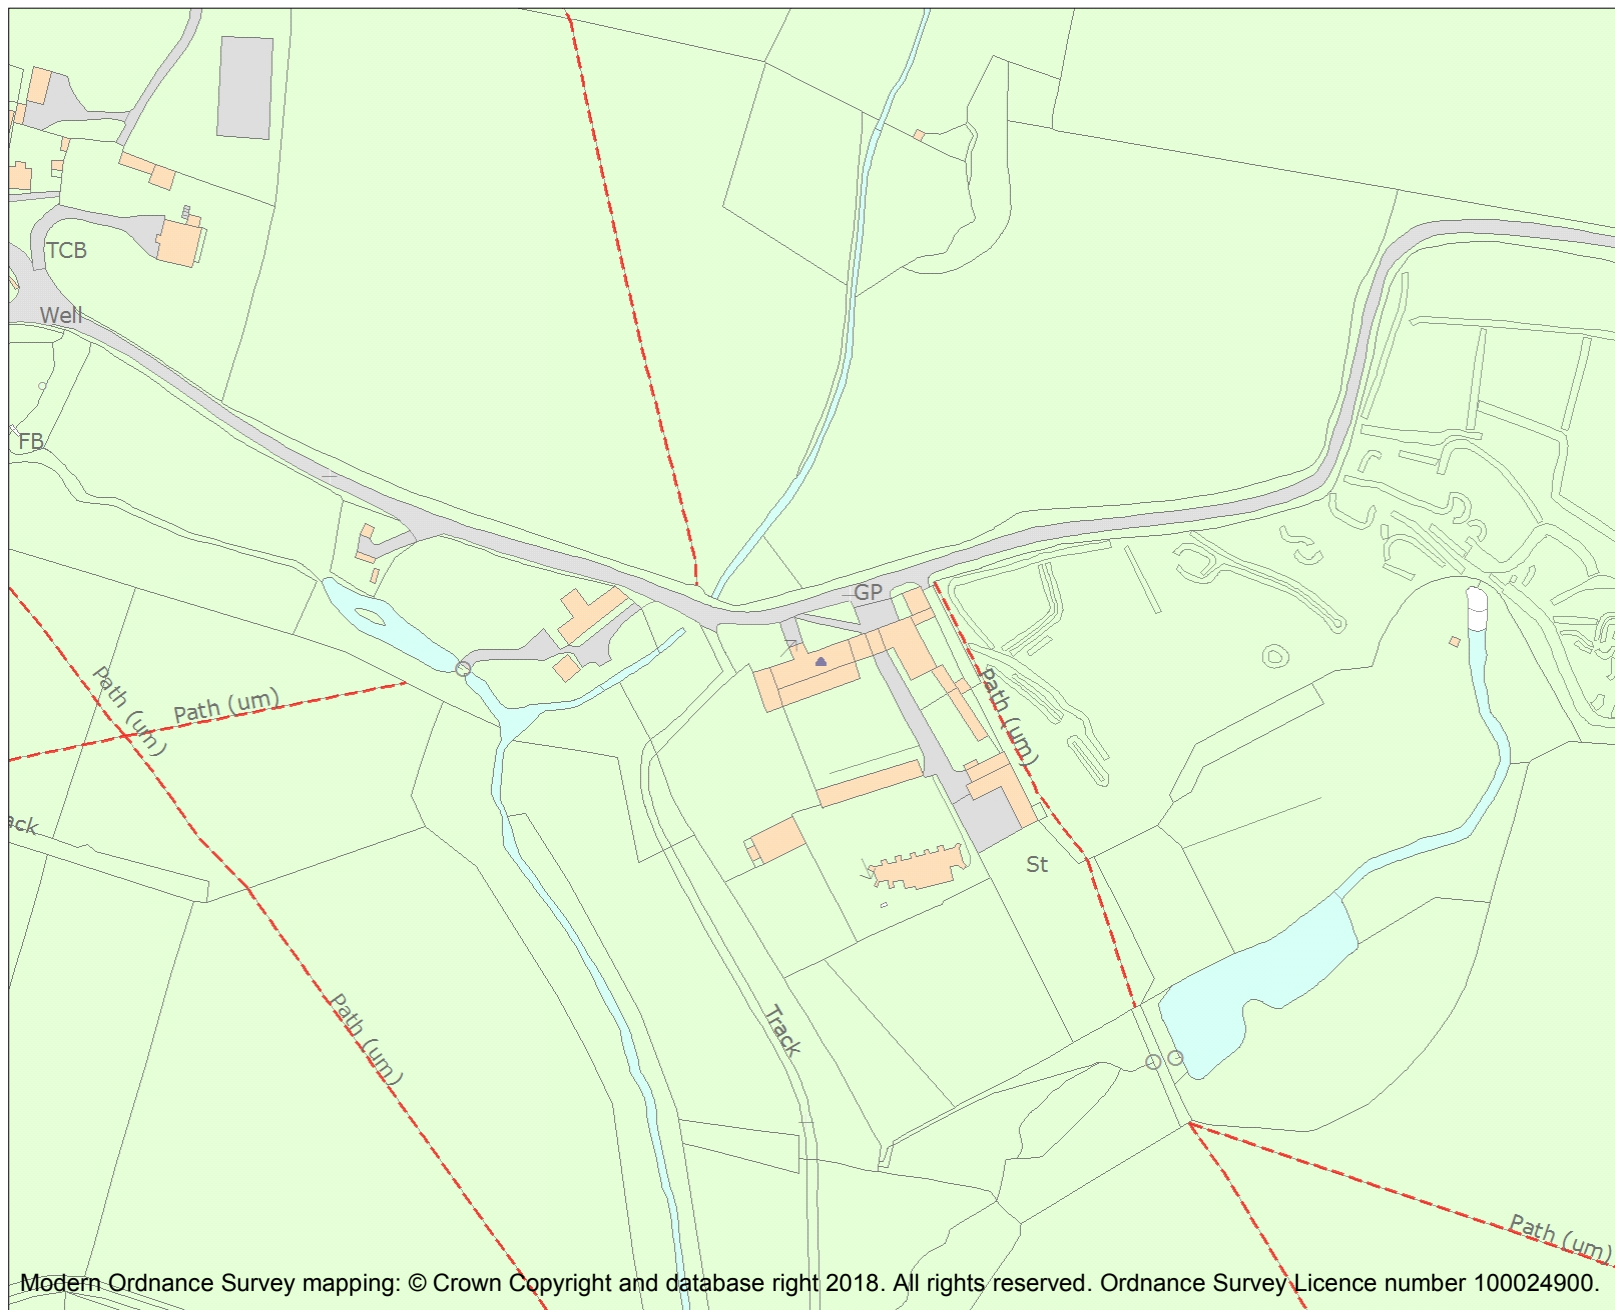 TCB
Well
FB
GP
Path (um)
Path (um)
Path (um)
ack
St
Path (um)
Track
Path (um)
Modern Ordnance Survey mapping: © Crown Copyright and database right 2018. All rights reserved. Ordnance Survey Licence number 100024900.